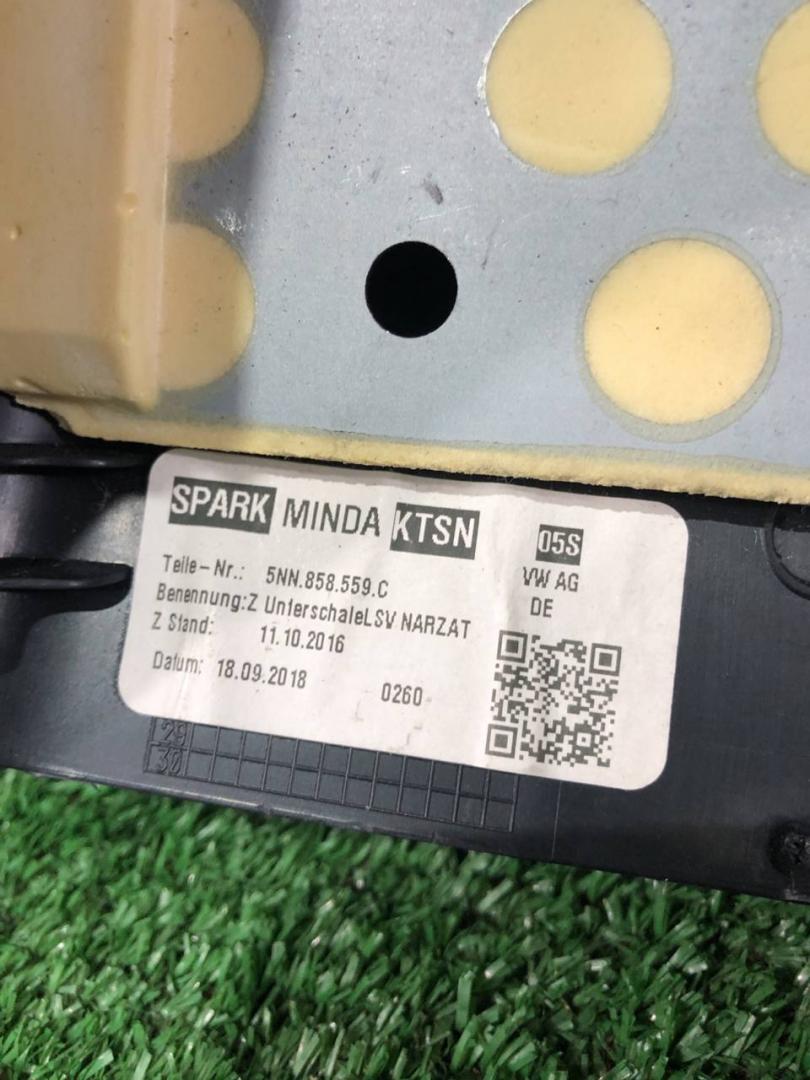 SPARK MINDA KTSN
05S
VW AG
DE
Teile-Nr.: 5NN.858.559.C
Benennung:Z UnterschaleLSV NARZAT
Z Stand: 11.10.2016
Datum: 18.09.2018 0260
29
30